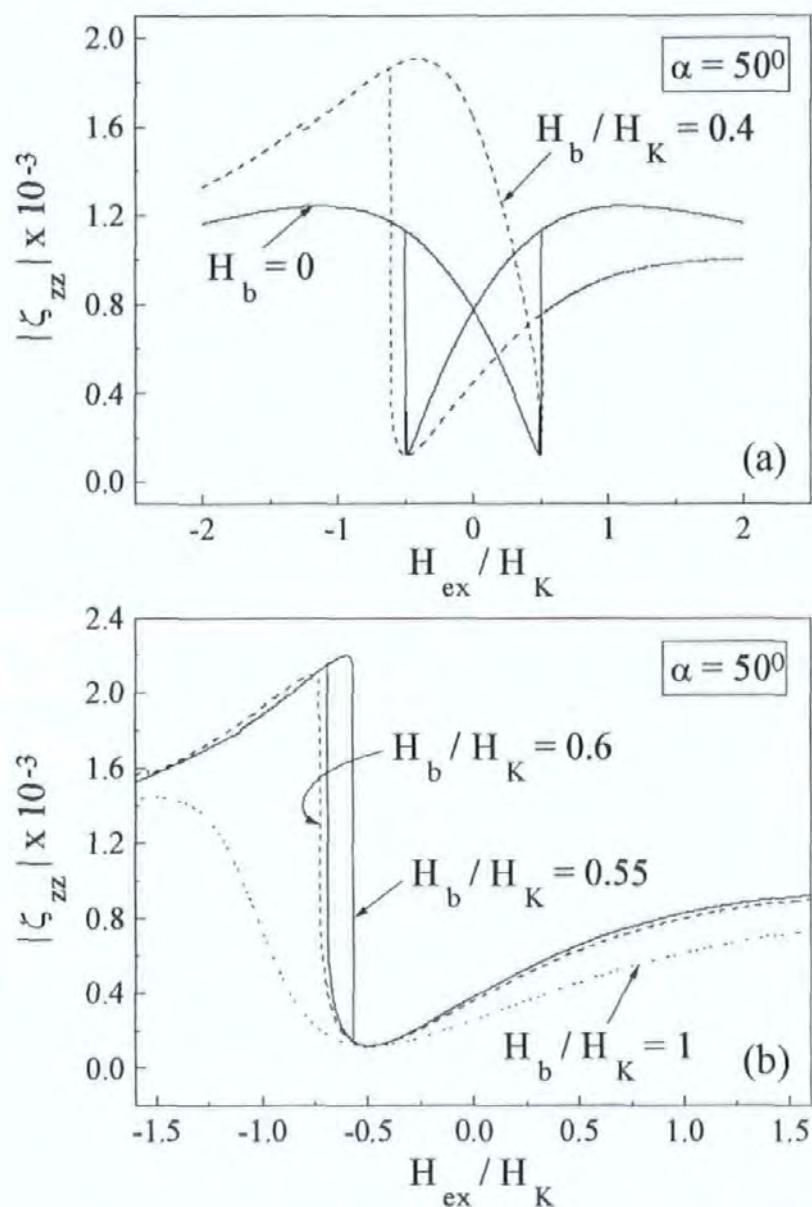 2.0
α = 50⁰
1.6
H_b / H_K = 0.4
|ζ_zz| x 10⁻³
1.2
H_b = 0
0.8
0.4
0.0
(a)
-2 -1 0 1 2
H_ex / H_K
2.4
α = 50⁰
2.0
H_b / H_K = 0.6
1.6
|ζ_zz| x 10⁻³
1.2
H_b / H_K = 0.55
0.8
0.4
H_b / H_K = 1
0.0
(b)
-1.5 -1.0 -0.5 0.0 0.5 1.0 1.5
H_ex / H_K